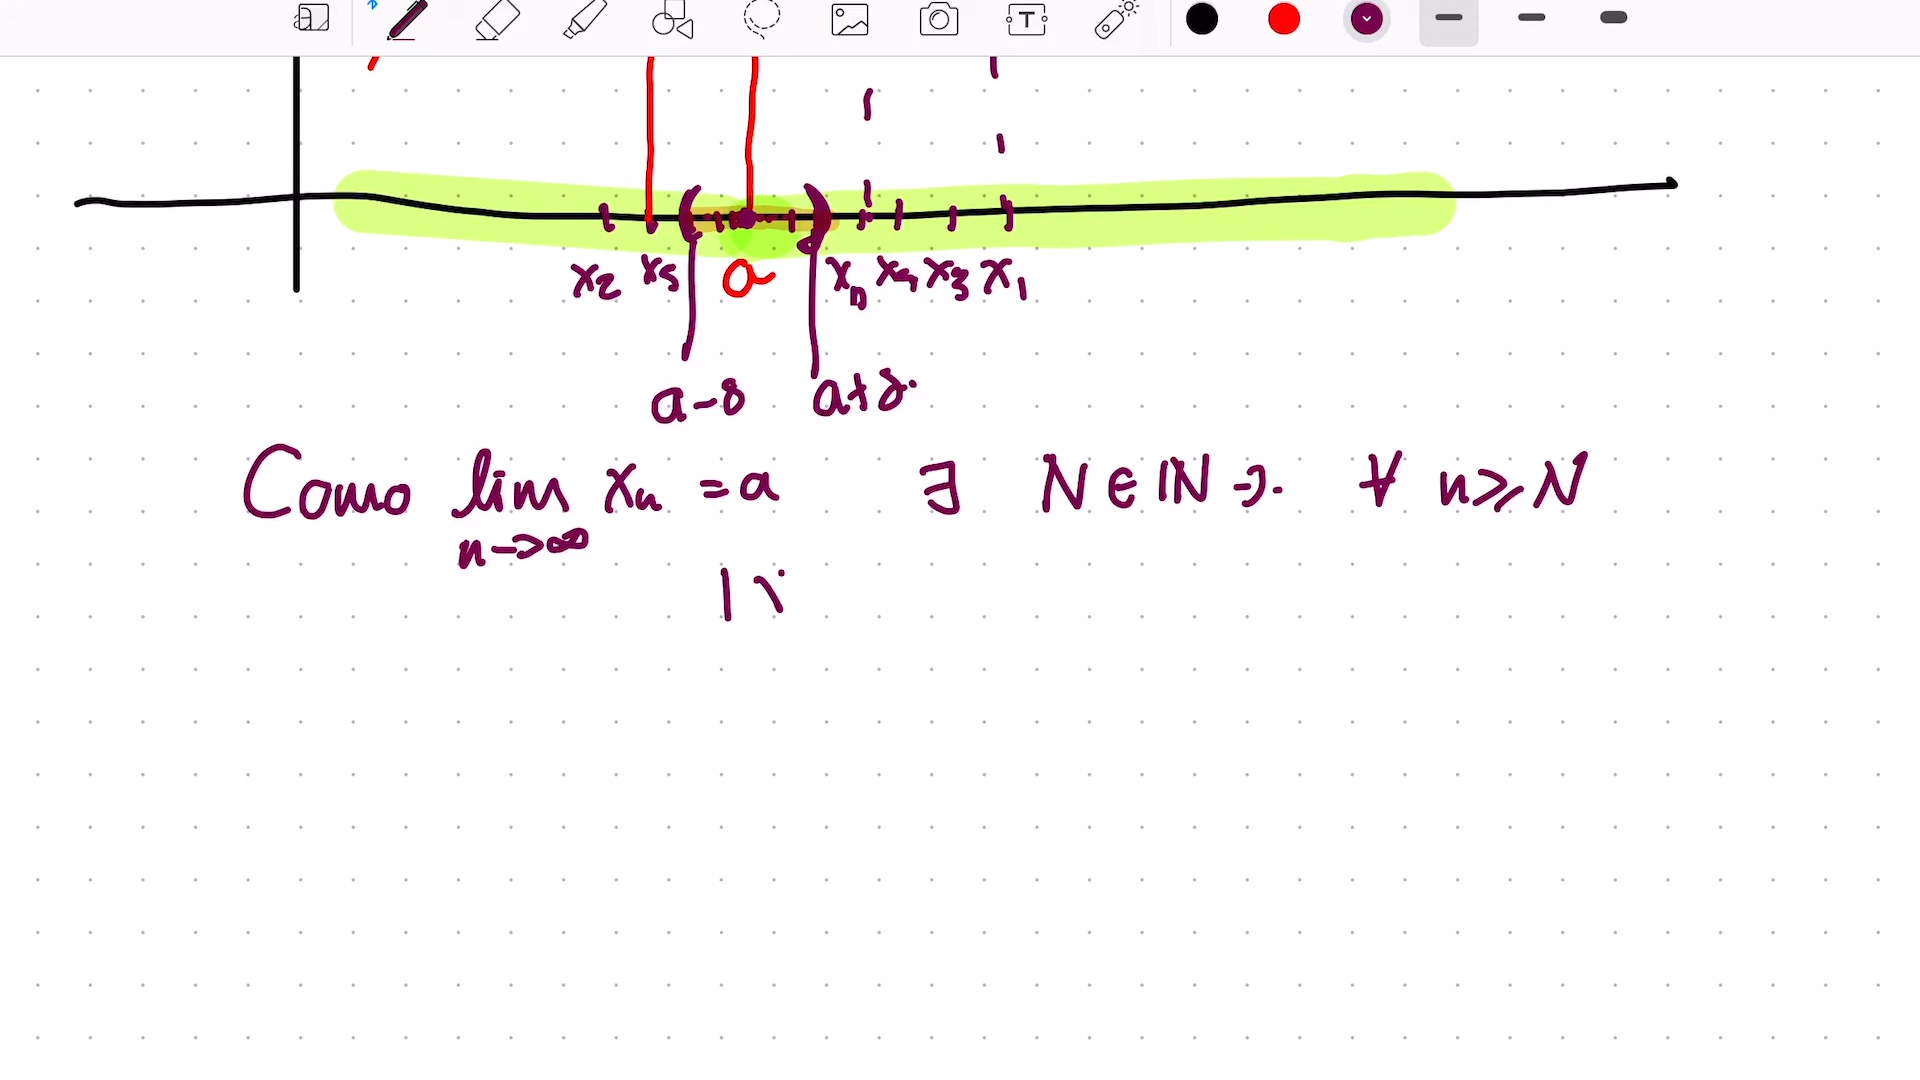 x₂ x₅ a xₙ x₄ x₃ x₁
a-δ a+δ.
Como lim xₙ = a ∃ N ∈ ℕ ∋. ∀ n ⩾ N
n→∞
|x